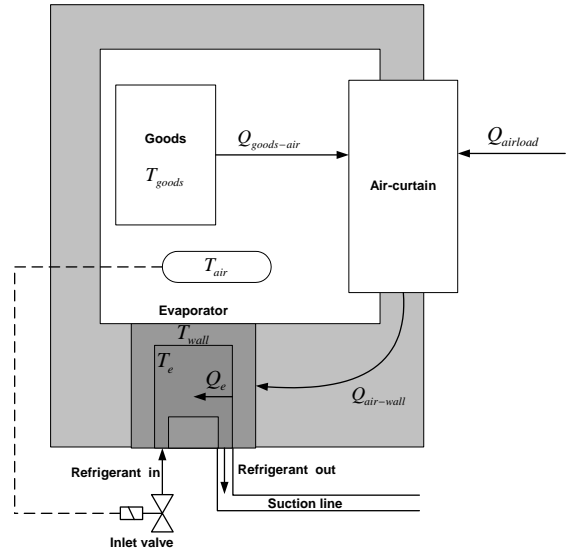 Goods
T_goods
Q_goods−air
Q_airload
Air-curtain
T_air
Evaporator
T_wall
T_e
Q_e
Q_air−wall
Refrigerant in
Refrigerant out
Suction line
Inlet valve